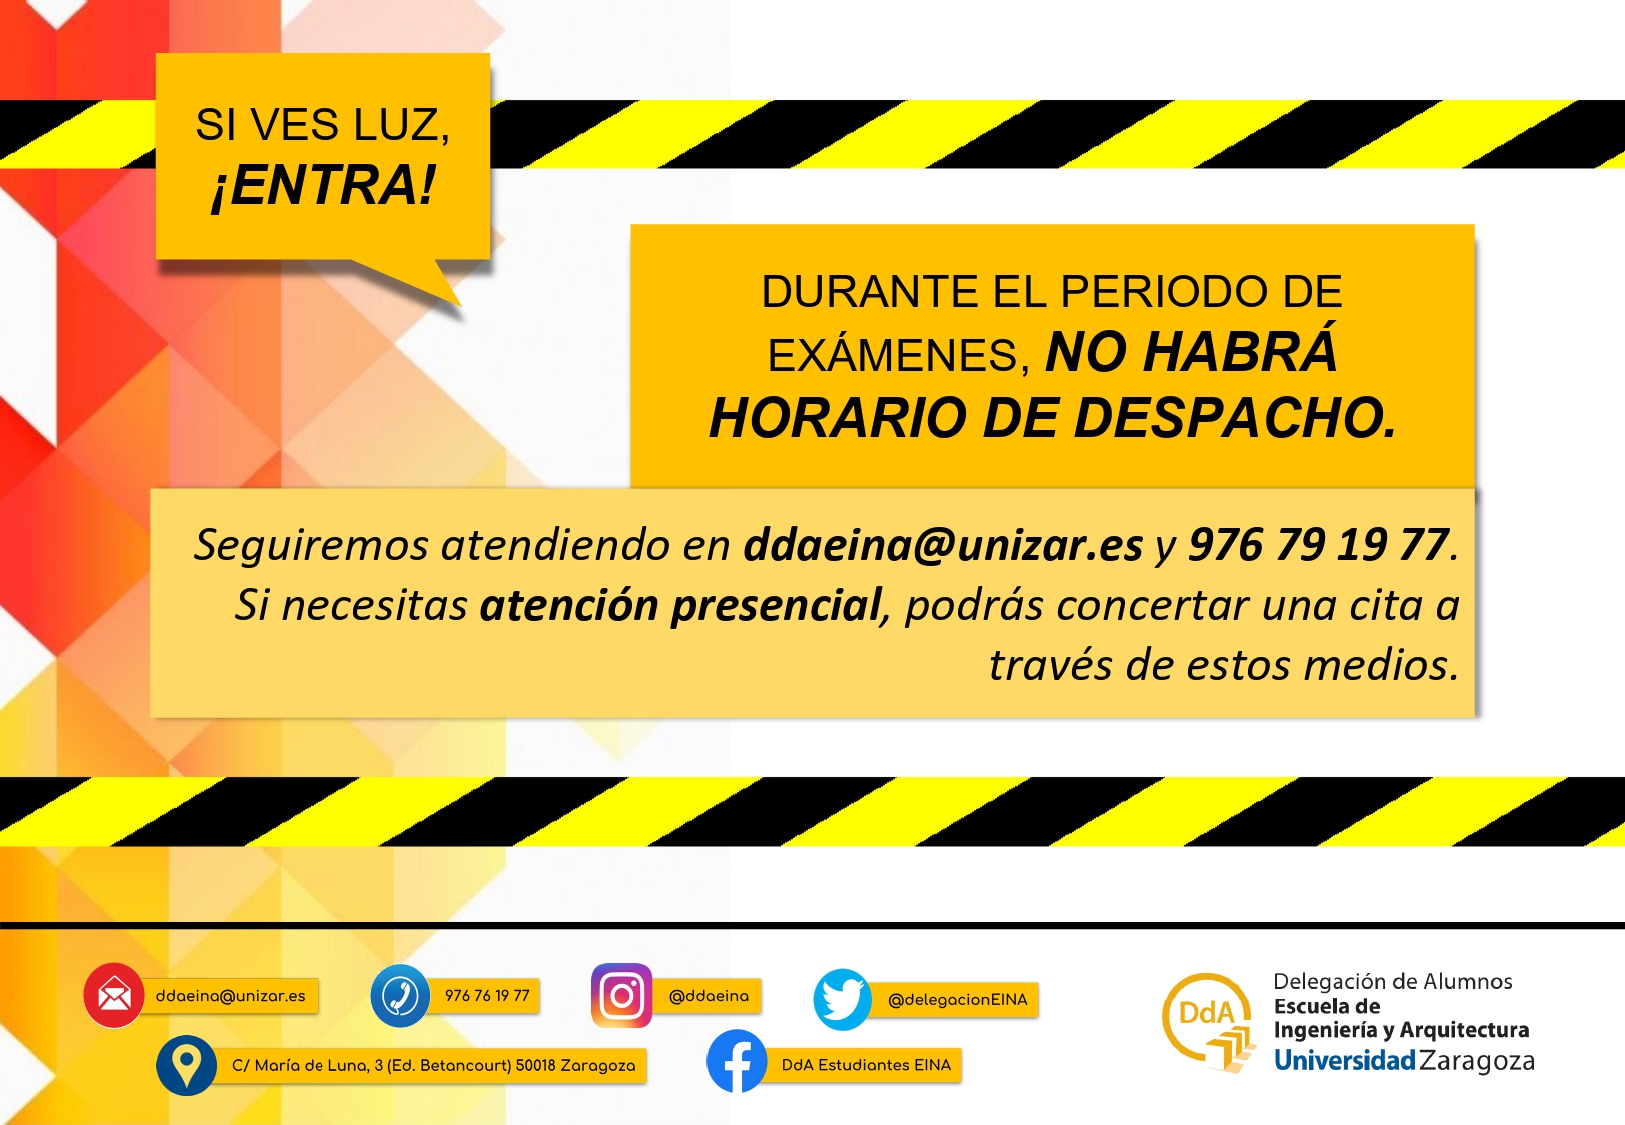 SI VES LUZ,
¡ENTRA!
DURANTE EL PERIODO DE
EXÁMENES, NO HABRÁ
HORARIO DE DESPACHO.
Seguiremos atendiendo en ddaeina@unizar.es y 976 79 19 77.
Si necesitas atención presencial, podrás concertar una cita a
través de estos medios.
ddaeina@unizar.es
976 76 19 77
@ddaeina
@delegacionEINA
C/ María de Luna, 3 (Ed. Betancourt) 50018 Zaragoza
DdA Estudiantes EINA
DdA
Delegación de Alumnos
Escuela de
Ingeniería y Arquitectura
Universidad Zaragoza